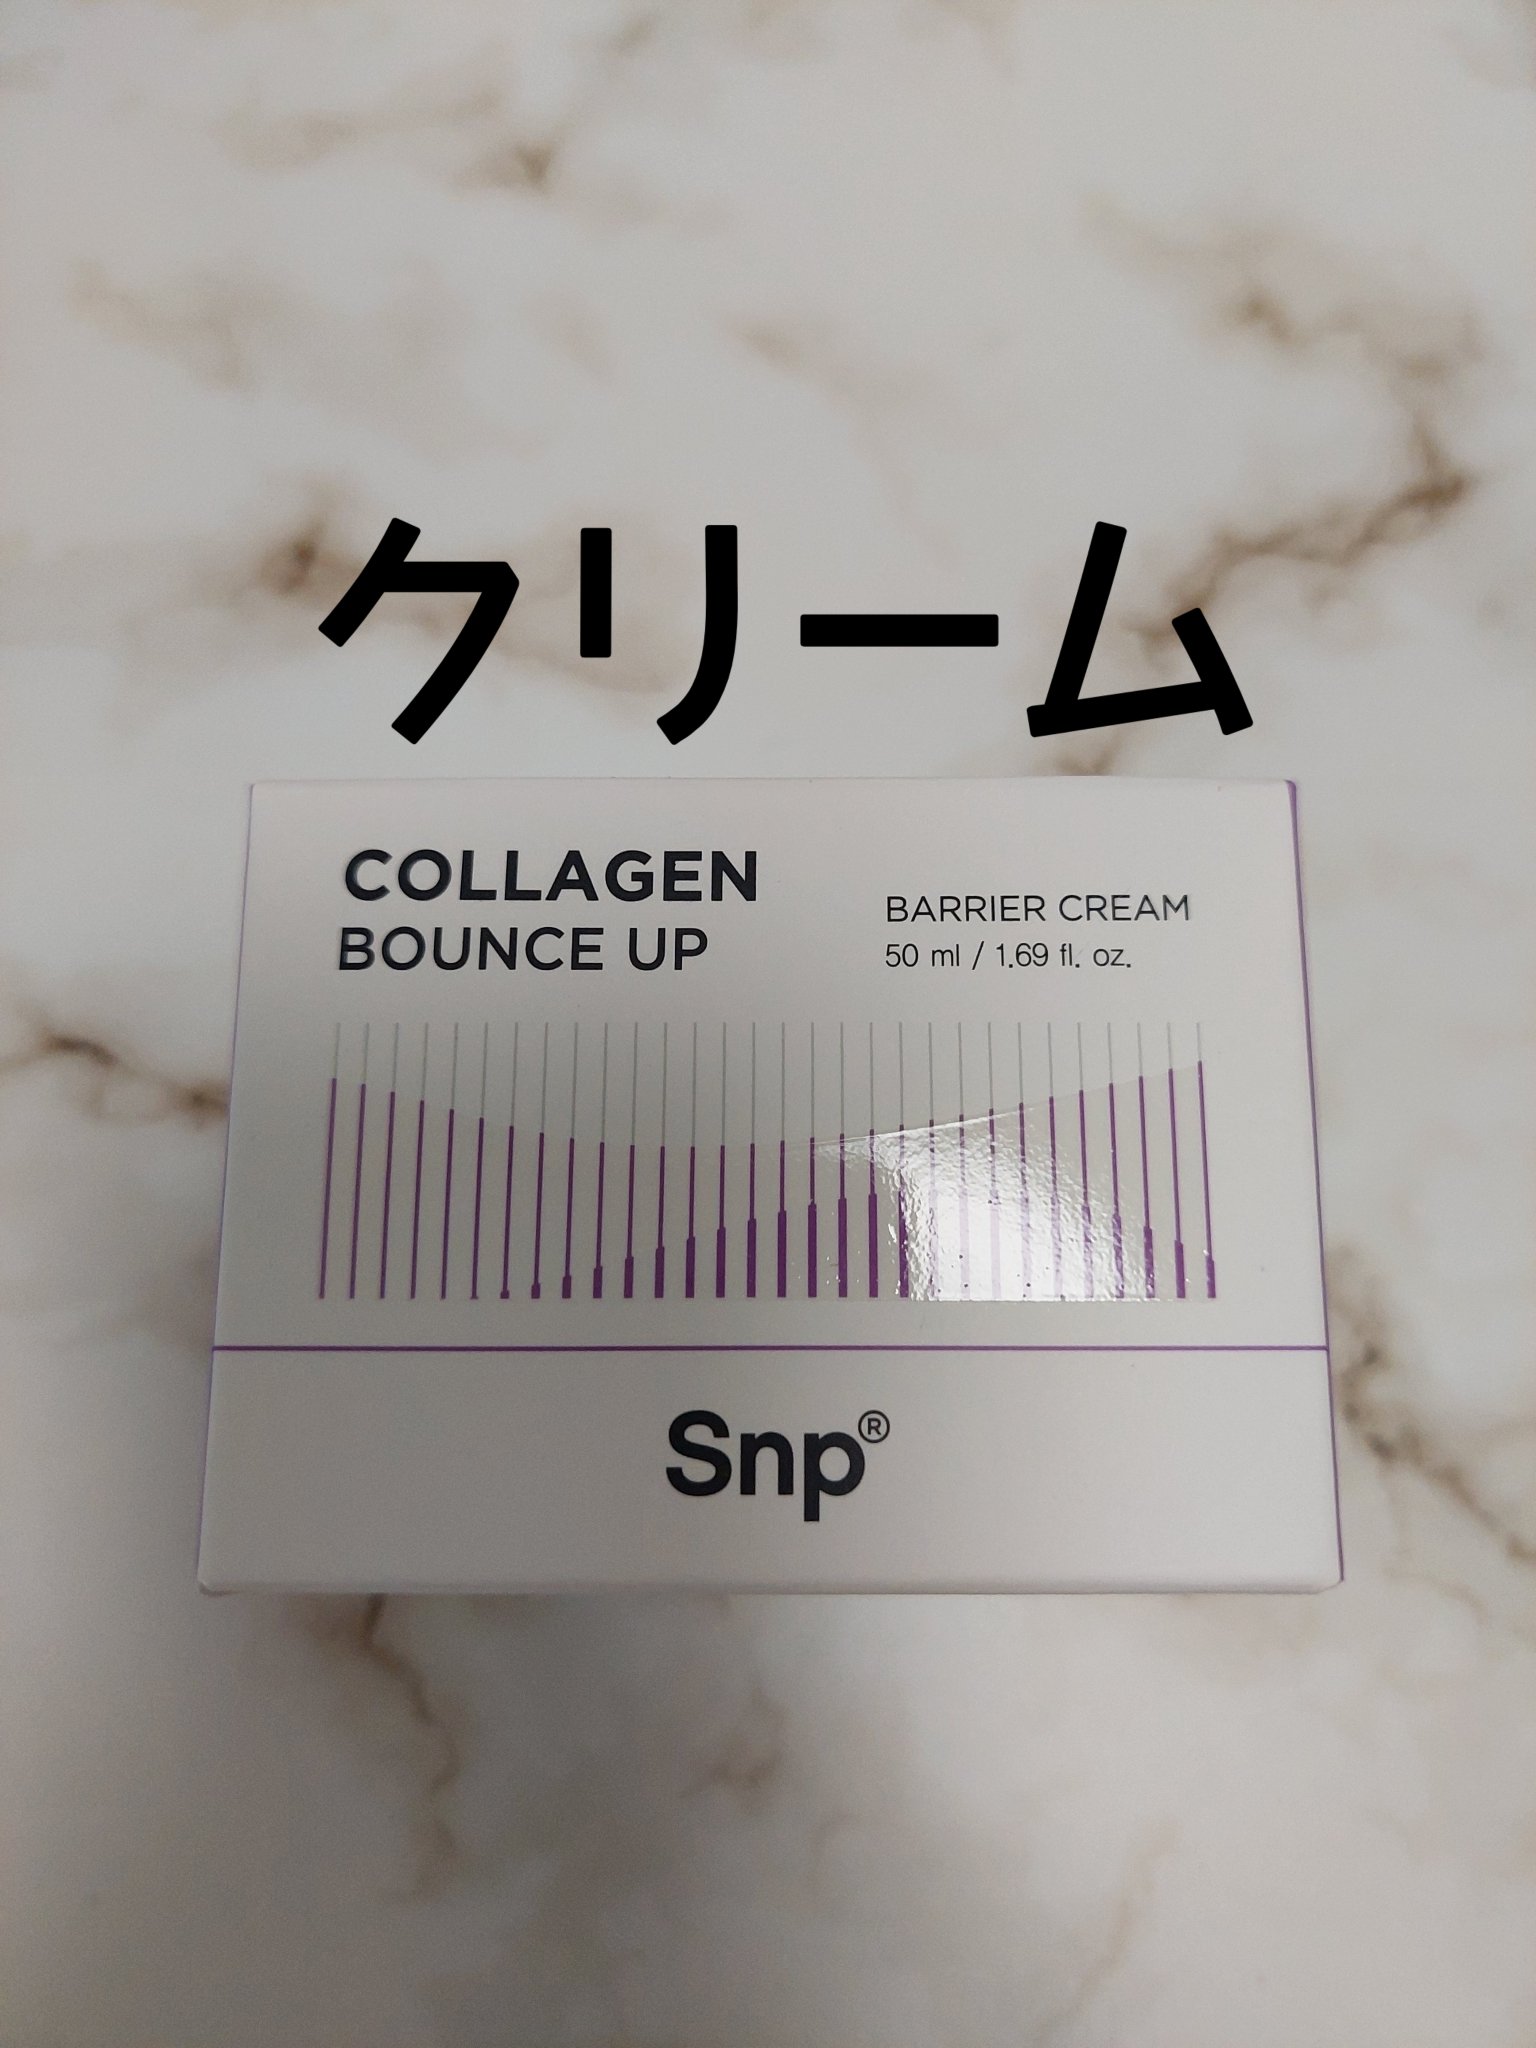 クリーム
COLLAGEN
BOUNCE UP
BARRIER CREAM
50 ml / 1.69 fl. oz.
Snp®